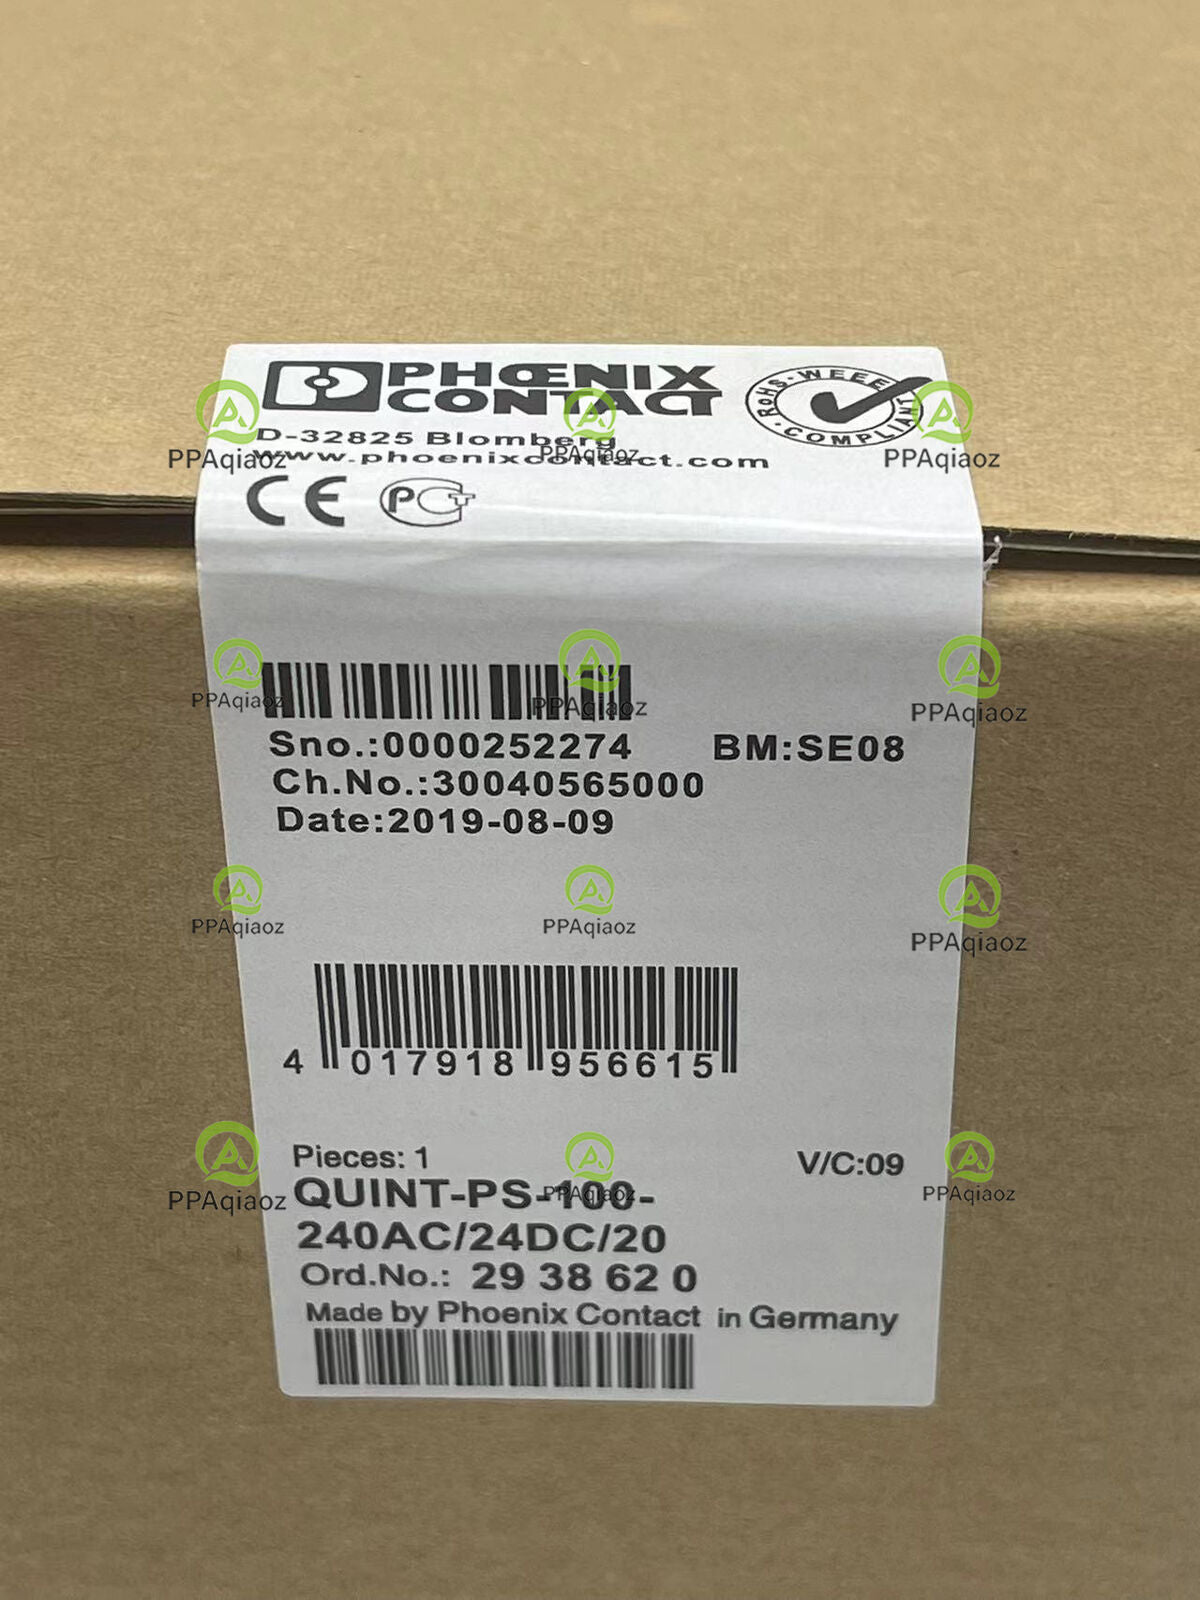 PHŒNIX
CONTACT
RoHS-WEEE
COMPLIANT
D-32825 Blomberg
www.phoenixcontact.com
CE PCT
Sno.:0000252274 BM:SE08
Ch.No.:30040565000
Date:2019-08-09
4 017918 956615
Pieces: 1 V/C:09
QUINT-PS-100-
240AC/24DC/20
Ord.No.: 29 38 62 0
Made by Phoenix Contact in Germany
PPAqiaoz
PPAqiaoz
PPAqiaoz
PPAqiaoz
PPAqiaoz
PPAqiaoz
PPAqiaoz
PPAqiaoz
PPAqiaoz
PPAqiaoz
PPAqiaoz
PPAqiaoz